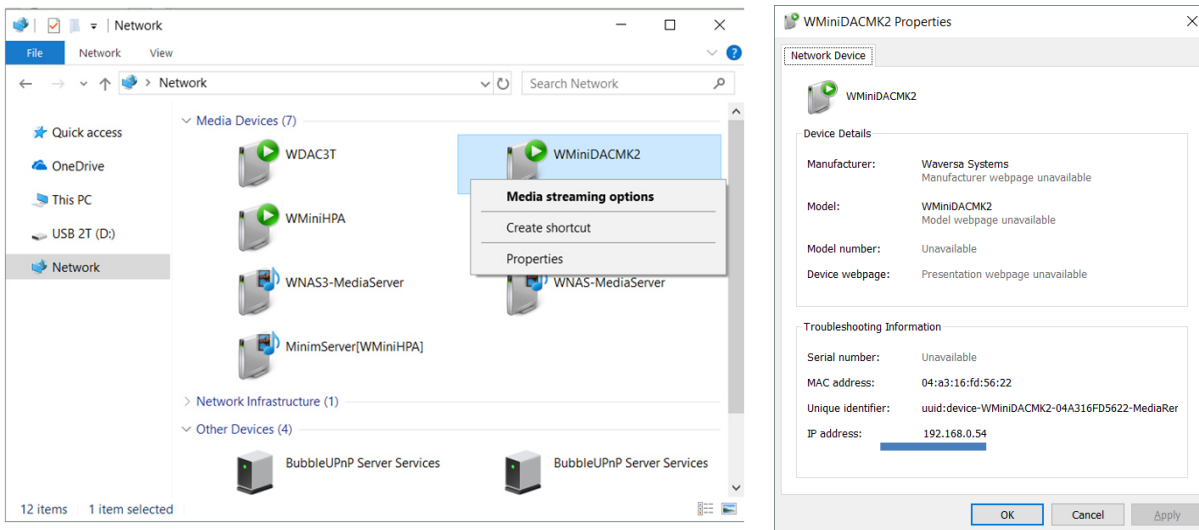 Network
File
Network
View
Network
Search Network
Quick access
OneDrive
This PC
USB 2T (D:)
Network
Media Devices (7)
WDAC3T
WMiniDACMK2
WMiniHPA
WNAS3-MediaServer
WNAS-MediaServer
MinimServer[WMiniHPA]
Media streaming options
Create shortcut
Properties
Network Infrastructure (1)
Other Devices (4)
BubbleUPnP Server Services
BubbleUPnP Server Services
12 items 1 item selected
WMiniDACMK2 Properties
Network Device
WMiniDACMK2
Device Details
Manufacturer: Waversa Systems
Manufacturer webpage unavailable
Model: WMiniDACMK2
Model webpage unavailable
Model number: Unavailable
Device webpage: Presentation webpage unavailable
Troubleshooting Information
Serial number: Unavailable
MAC address: 04:a3:16:fd:56:22
Unique identifier: uuid:device-WMiniDACMK2-04A316FD5622-MediaRer
IP address: 192.168.0.54
OK Cancel Apply